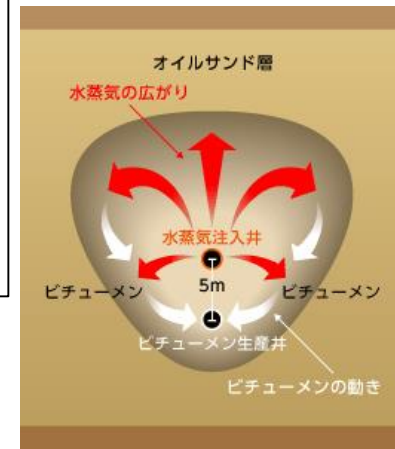 オイルサンド層
水蒸気の広がり
水蒸気注入井
5m
ビチューメン
ビチューメン
ビチューメン生産井
ビチューメンの動き